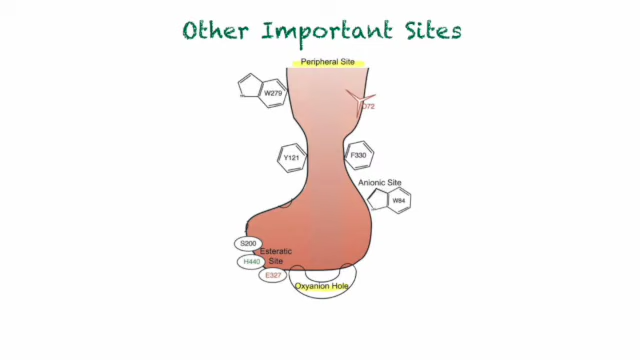 Other Important Sites
Peripheral Site
W279
D72
Y121
F330
Anionic Site
W84
S200
Esteratic
Site
H440
E327
Oxyanion Hole